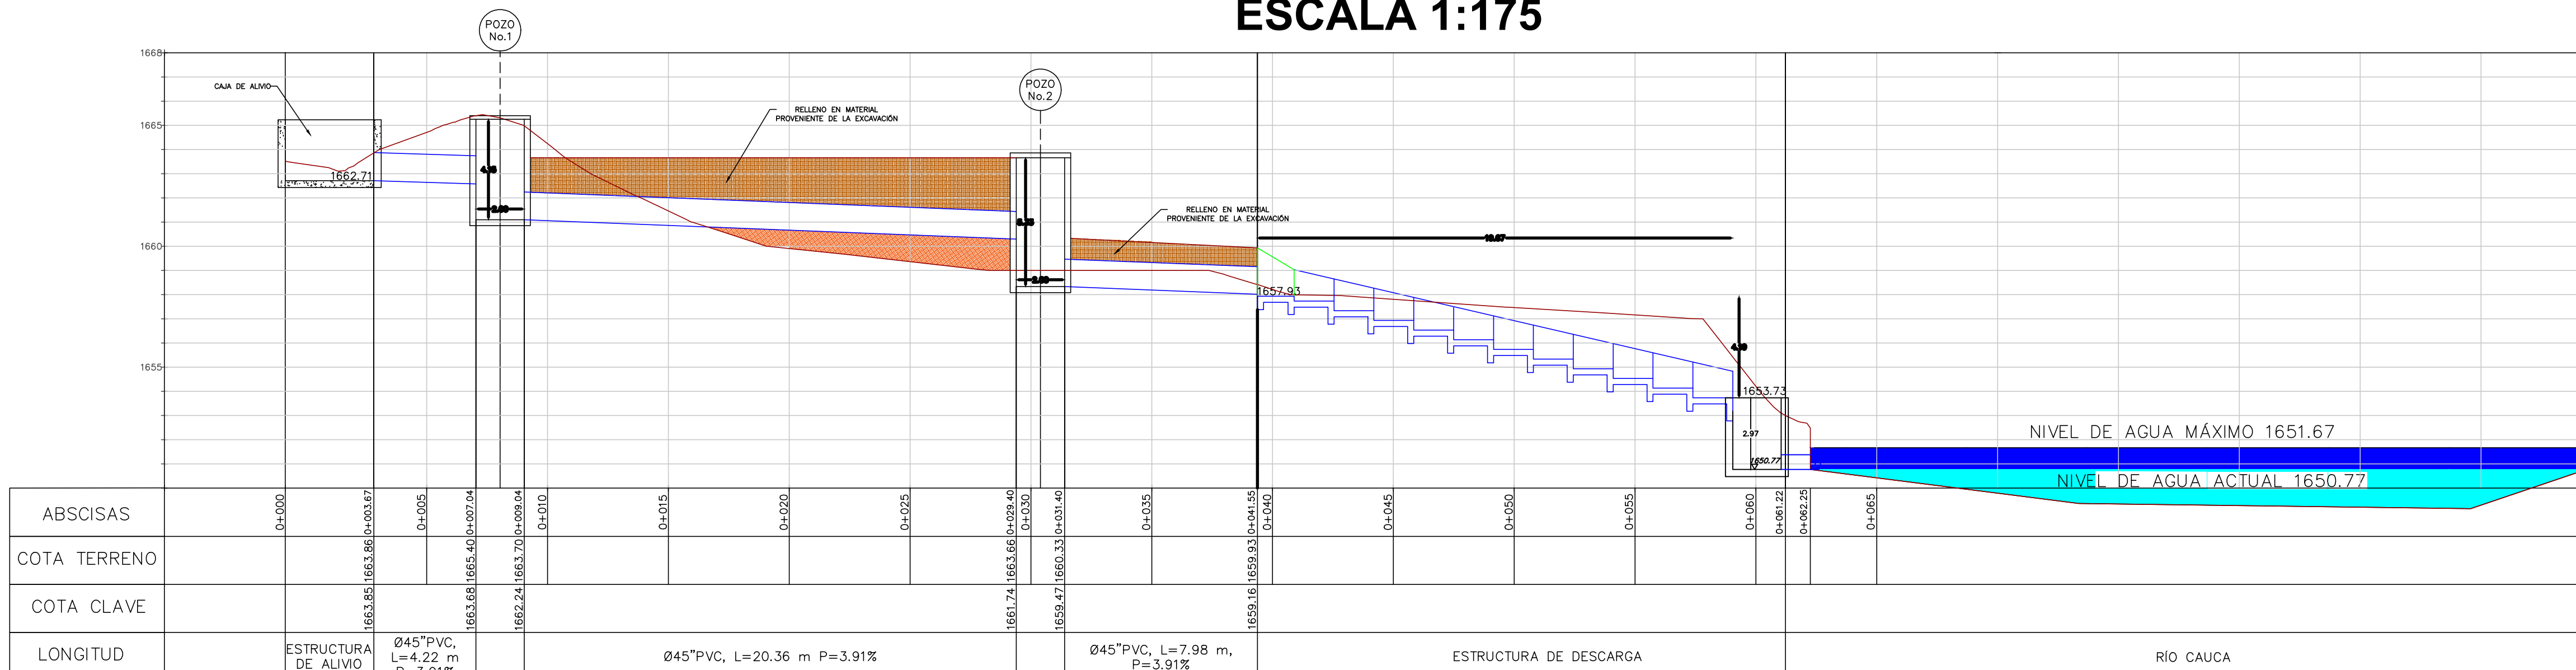 ESCALA 1:175
POZO
No.1
POZO
No.2
1668
CAJA DE ALIVIO
RELLENO EN MATERIAL
PROVENIENTE DE LA EXCAVACIÓN
1665
1662.71
RELLENO EN MATERIAL
PROVENIENTE DE LA EXCAVACIÓN
1660
1657.93
1655
1653.73
2.97
1650.77
NIVEL DE AGUA MÁXIMO 1651.67
NIVEL DE AGUA ACTUAL 1650.77
ABSCISAS
0+000
0+003.67
0+005
0+007.04
0+009.04
0+010
0+015
0+020
0+025
0+029.40
0+030
0+031.40
0+035
0+041.55
0+040
0+045
0+050
0+055
0+060
0+061.22
0+062.25
0+065
COTA TERRENO
1663.86
1665.40
1663.70
1663.66
1660.33
1659.93
COTA CLAVE
1663.85
1663.68
1662.24
1661.74
1659.47
1659.16
LONGITUD
ESTRUCTURA
DE ALIVIO
Ø45"PVC,
L=4.22 m
Ø45"PVC, L=20.36 m P=3.91%
Ø45"PVC, L=7.98 m,
P=3.91%
ESTRUCTURA DE DESCARGA
RÍO CAUCA